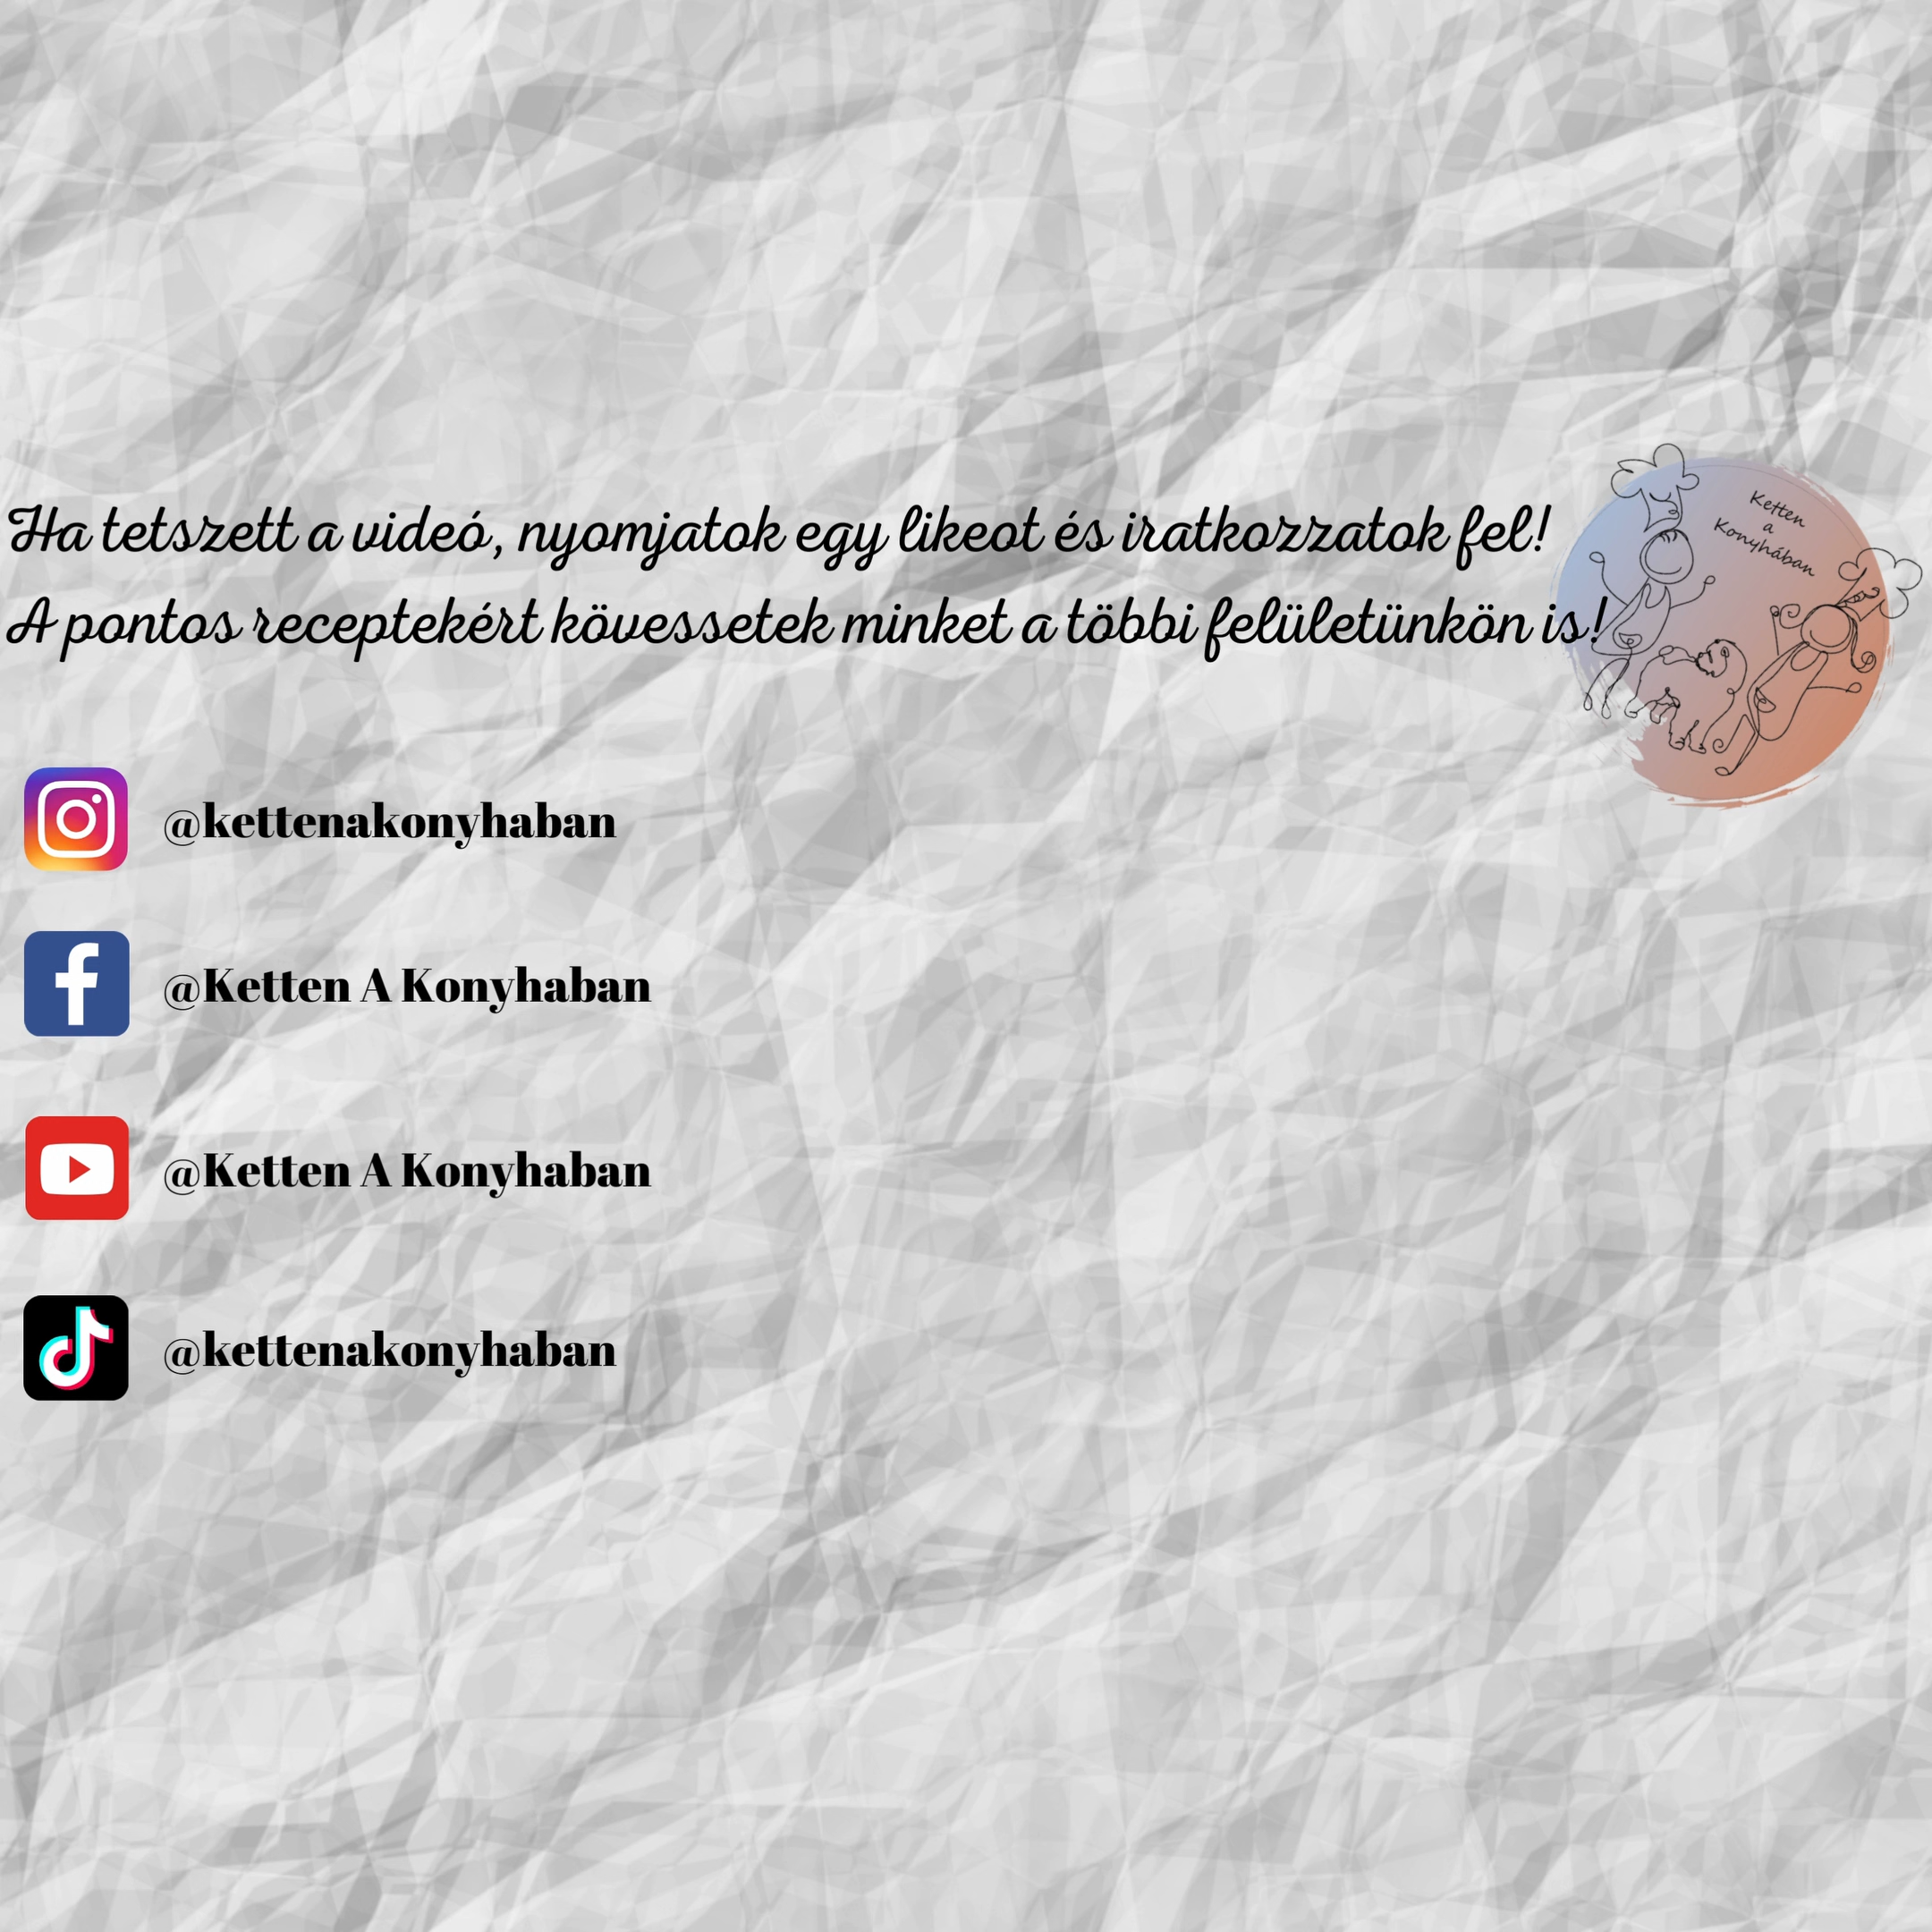 Ha tetszett a videó, nyomjatok egy likeot és iratkozzatok fel!
A pontos receptekért kövessetek minket a többi felületünkön is!
Ketten
a
Konyhában
@kettenakonyhaban
@Ketten A Konyhaban
@Ketten A Konyhaban
@kettenakonyhaban